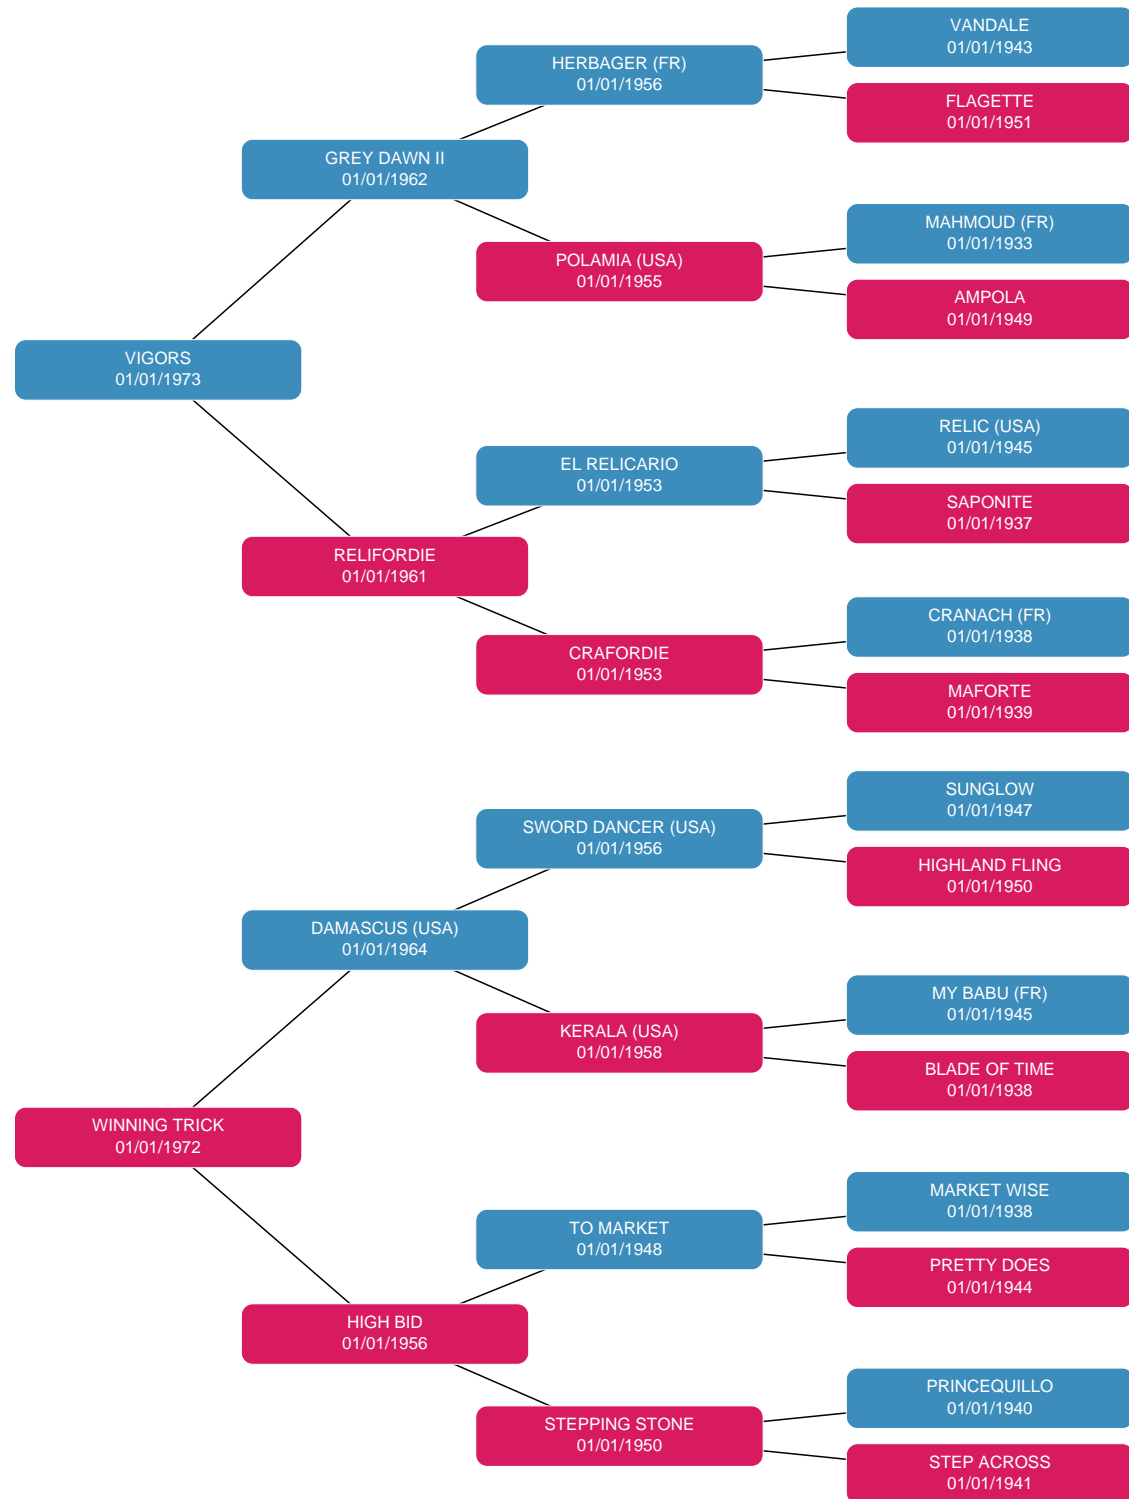 VANDALE
01/01/1943
HERBAGER (FR)
01/01/1956
FLAGETTE
01/01/1951
GREY DAWN II
01/01/1962
MAHMOUD (FR)
01/01/1933
POLAMIA (USA)
01/01/1955
AMPOLA
01/01/1949
VIGORS
01/01/1973
RELIC (USA)
01/01/1945
EL RELICARIO
01/01/1953
SAPONITE
01/01/1937
RELIFORDIE
01/01/1961
CRANACH (FR)
01/01/1938
CRAFORDIE
01/01/1953
MAFORTE
01/01/1939
SUNGLOW
01/01/1947
SWORD DANCER (USA)
01/01/1956
HIGHLAND FLING
01/01/1950
DAMASCUS (USA)
01/01/1964
MY BABU (FR)
01/01/1945
KERALA (USA)
01/01/1958
BLADE OF TIME
01/01/1938
WINNING TRICK
01/01/1972
MARKET WISE
01/01/1938
TO MARKET
01/01/1948
PRETTY DOES
01/01/1944
HIGH BID
01/01/1956
PRINCEQUILLO
01/01/1940
STEPPING STONE
01/01/1950
STEP ACROSS
01/01/1941